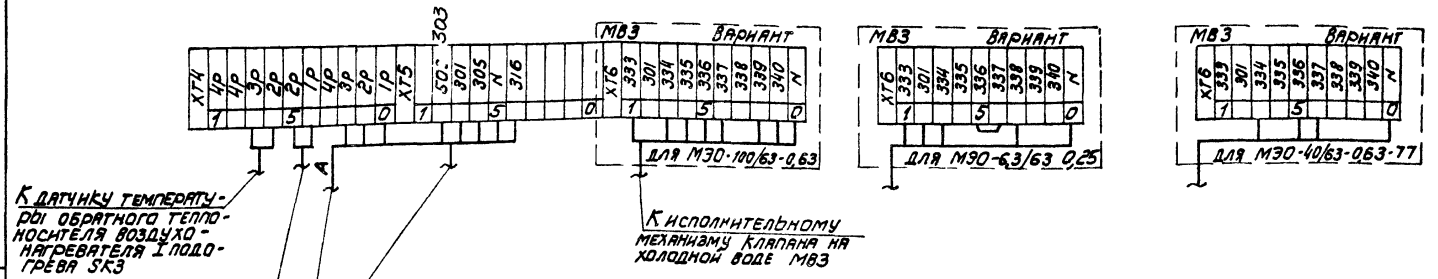 МВ3 ВАРИАНТ
ХТ4 4Р 4Р 3Р 2Р 2Р 1Р 4Р 3Р 2Р 1Р ХТ5 303 301 305 N 316
ХТ6 333 301 334 335 336 337 338 339 340 N
1 5 0 1 5 0 1 5 0
ДЛЯ МЭО-100/63-0,63
МВ3 ВАРИАНТ
ХТ6 333 301 334 335 336 337 338 339 340 N
1 5 0
ДЛЯ МЭО-6,3/63 0,25
МВ3 ВАРИАНТ
ХТ6 333 301 334 335 336 337 338 339 340 N
1 5 0
ДЛЯ МЭО-40/63-0,63-77
А
К ДАТЧИКУ ТЕМПЕРАТУ-
РЫ ОБРАТНОГО ТЕПЛО-
НОСИТЕЛЯ ВОЗДУХО-
НАГРЕВАТЕЛЯ I ПОДО-
ГРЕВА SK3
К ИСПОЛНИТЕЛЬНОМУ
МЕХАНИЗМУ КЛАПАНА НА
ХОЛОДНОЙ ВОДЕ МВ3